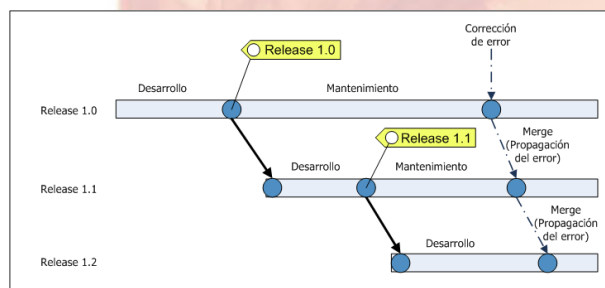 Corrección
de error
Release 1.0
Desarrollo
Mantenimiento
Release 1.0
Release 1.1
Merge
(Propagación
del error)
Desarrollo
Mantenimiento
Release 1.1
Merge
(Propagación
del error)
Desarrollo
Release 1.2